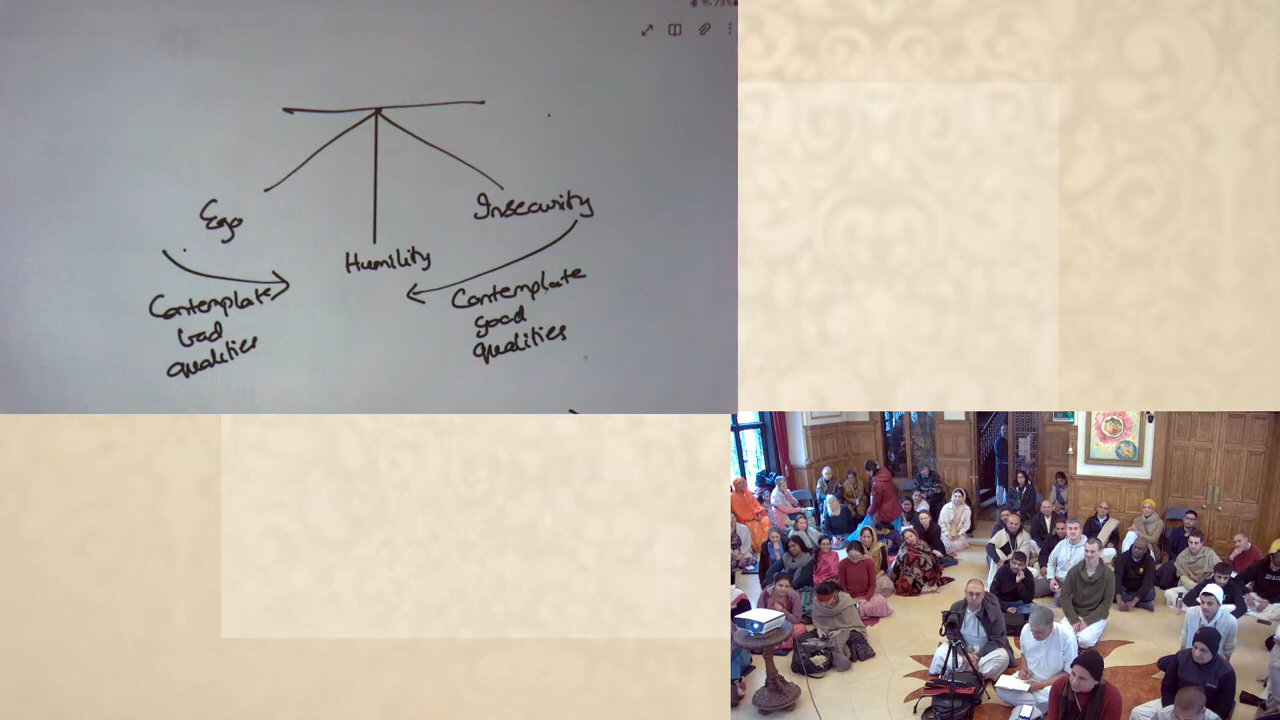 Ego
Insecurity
Humility
Contemplate
bad
qualities
Contemplate
good
qualities